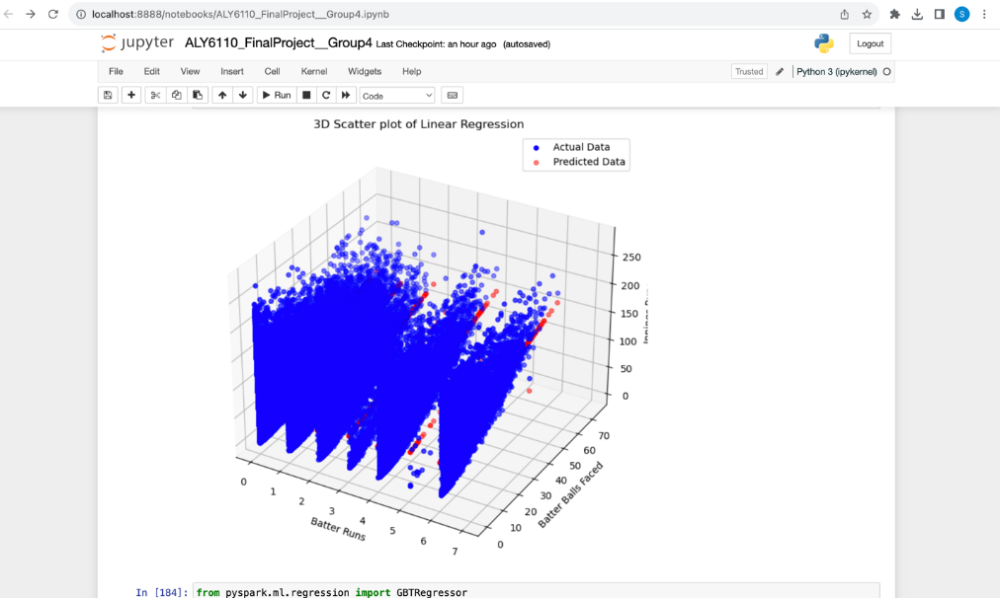 localhost:8888/notebooks/ALY6110_FinalProject__Group4.ipynb
S
jupyter ALY6110_FinalProject__Group4 Last Checkpoint: an hour ago (autosaved)
Logout
File Edit View Insert Cell Kernel Widgets Help
Trusted Python 3 (ipykernel)
Run Code
3D Scatter plot of Linear Regression
Actual Data
Predicted Data
250
200
150
100
50
0
70
60
50
40
30
20
10
0
Batter Balls Faced
0 1 2 3 4 5 6 7
Batter Runs
In [184]: from pyspark.ml.regression import GBTRegressor